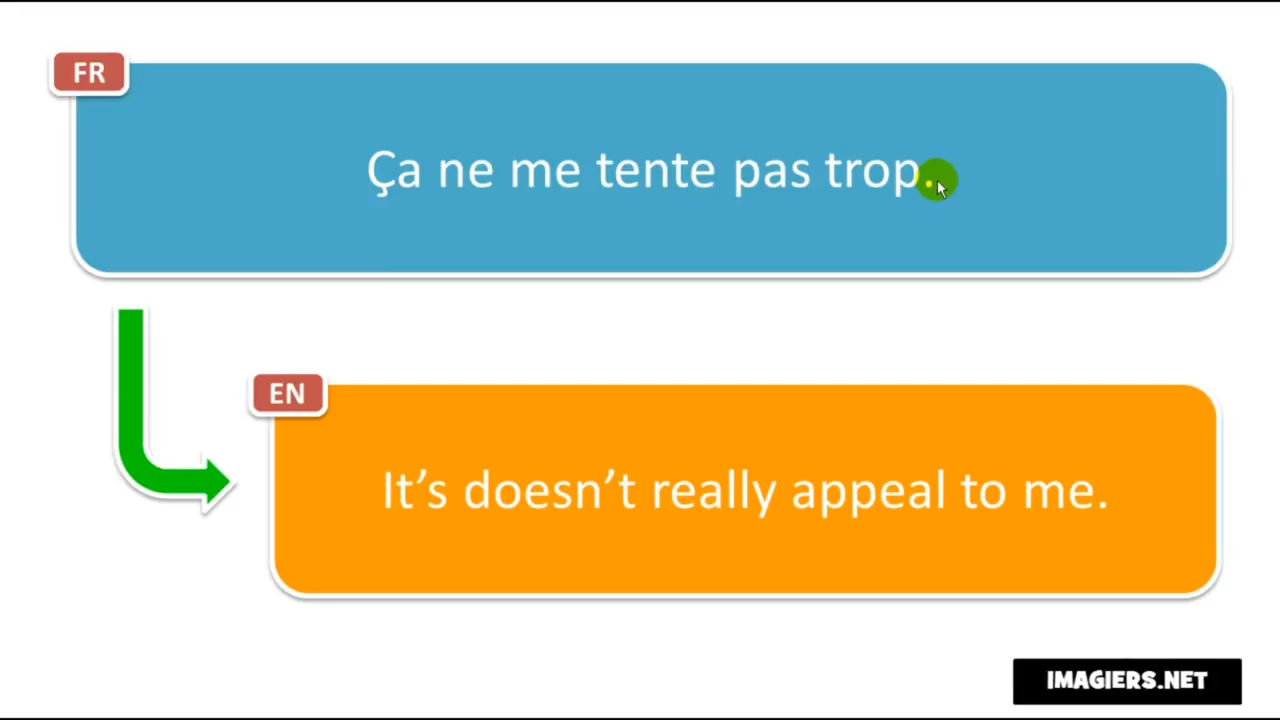 FR
Ça ne me tente pas trop.
EN
It’s doesn’t really appeal to me.
IMAGIERS.NET